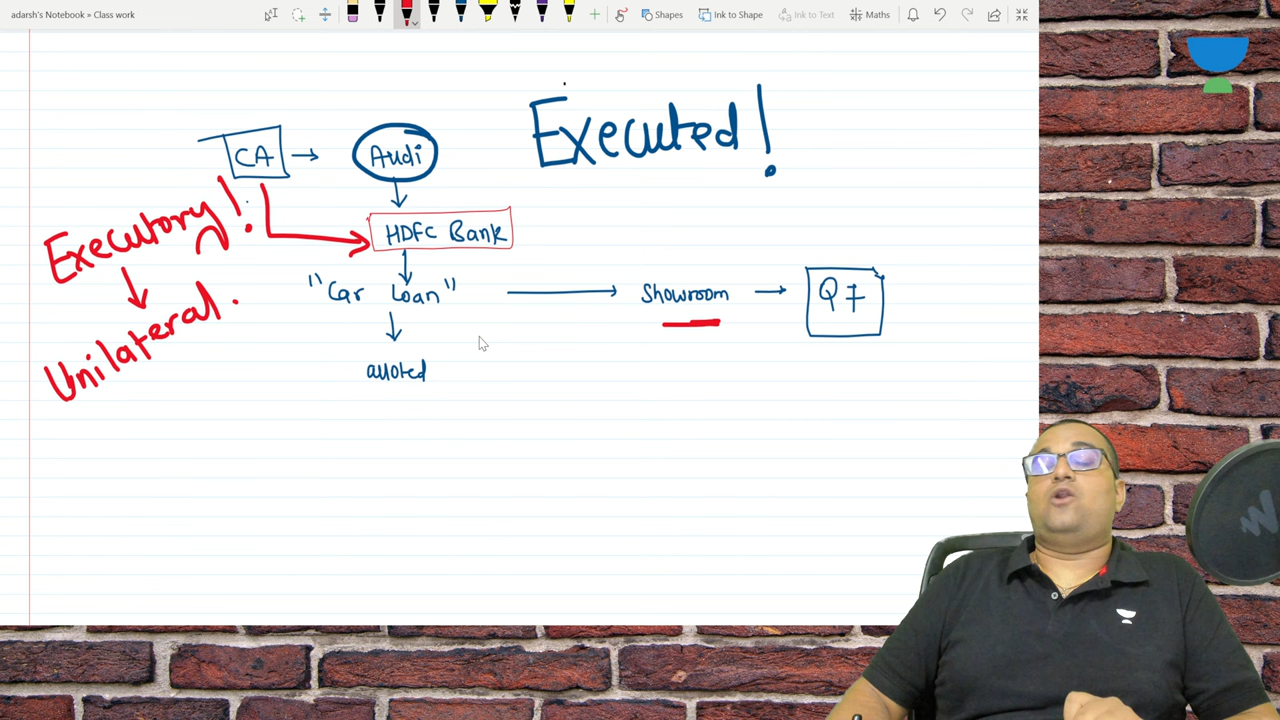 adarsh's Notebook » Class work
Shapes
Ink to Shape
Ink to Text
Maths
Executed!
CA → Audi
Executory!
HDFC Bank
"Car Loan" → Showroom → Q7
Unilateral.
alloted